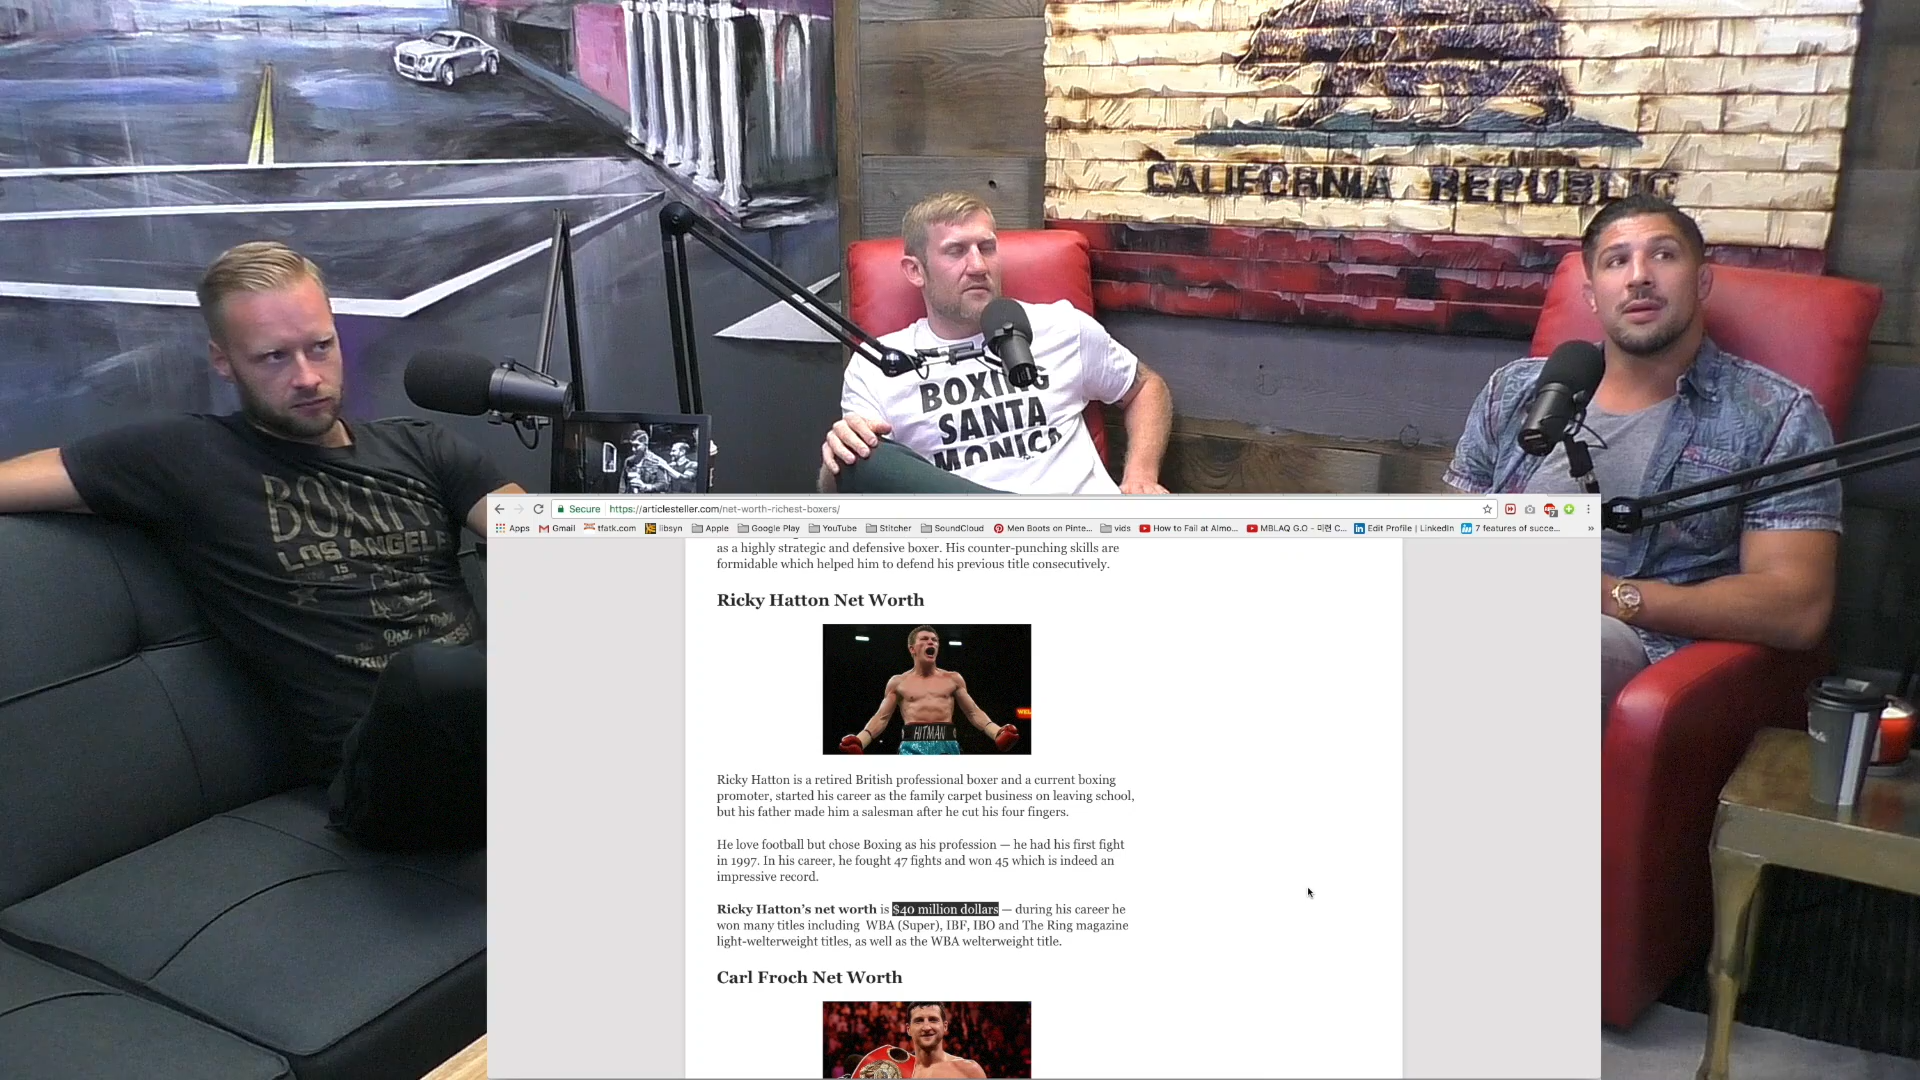 CALIFORNIA REPUBLIC
BOXING
SANTA
MONICA
BOXING
LOS ANGELE
15
Secure https://articlesteller.com/net-worth-richest-boxers/
Apps Gmail tfatk.com libsyn Apple Google Play YouTube Stitcher SoundCloud Men Boots on Pinte... vids How to Fail at Almo... MBLAQ G.O - 미련 C... Edit Profile | LinkedIn 7 features of succe... »
as a highly strategic and defensive boxer. His counter-punching skills are
formidable which helped him to defend his previous title consecutively.
Ricky Hatton Net Worth
HITMAN
WEL
Ricky Hatton is a retired British professional boxer and a current boxing
promoter, started his career as the family carpet business on leaving school,
but his father made him a salesman after he cut his four fingers.
He love football but chose Boxing as his profession — he had his first fight
in 1997. In his career, he fought 47 fights and won 45 which is indeed an
impressive record.
Ricky Hatton's net worth is $40 million dollars — during his career he
won many titles including WBA (Super), IBF, IBO and The Ring magazine
light-welterweight titles, as well as the WBA welterweight title.
Carl Froch Net Worth